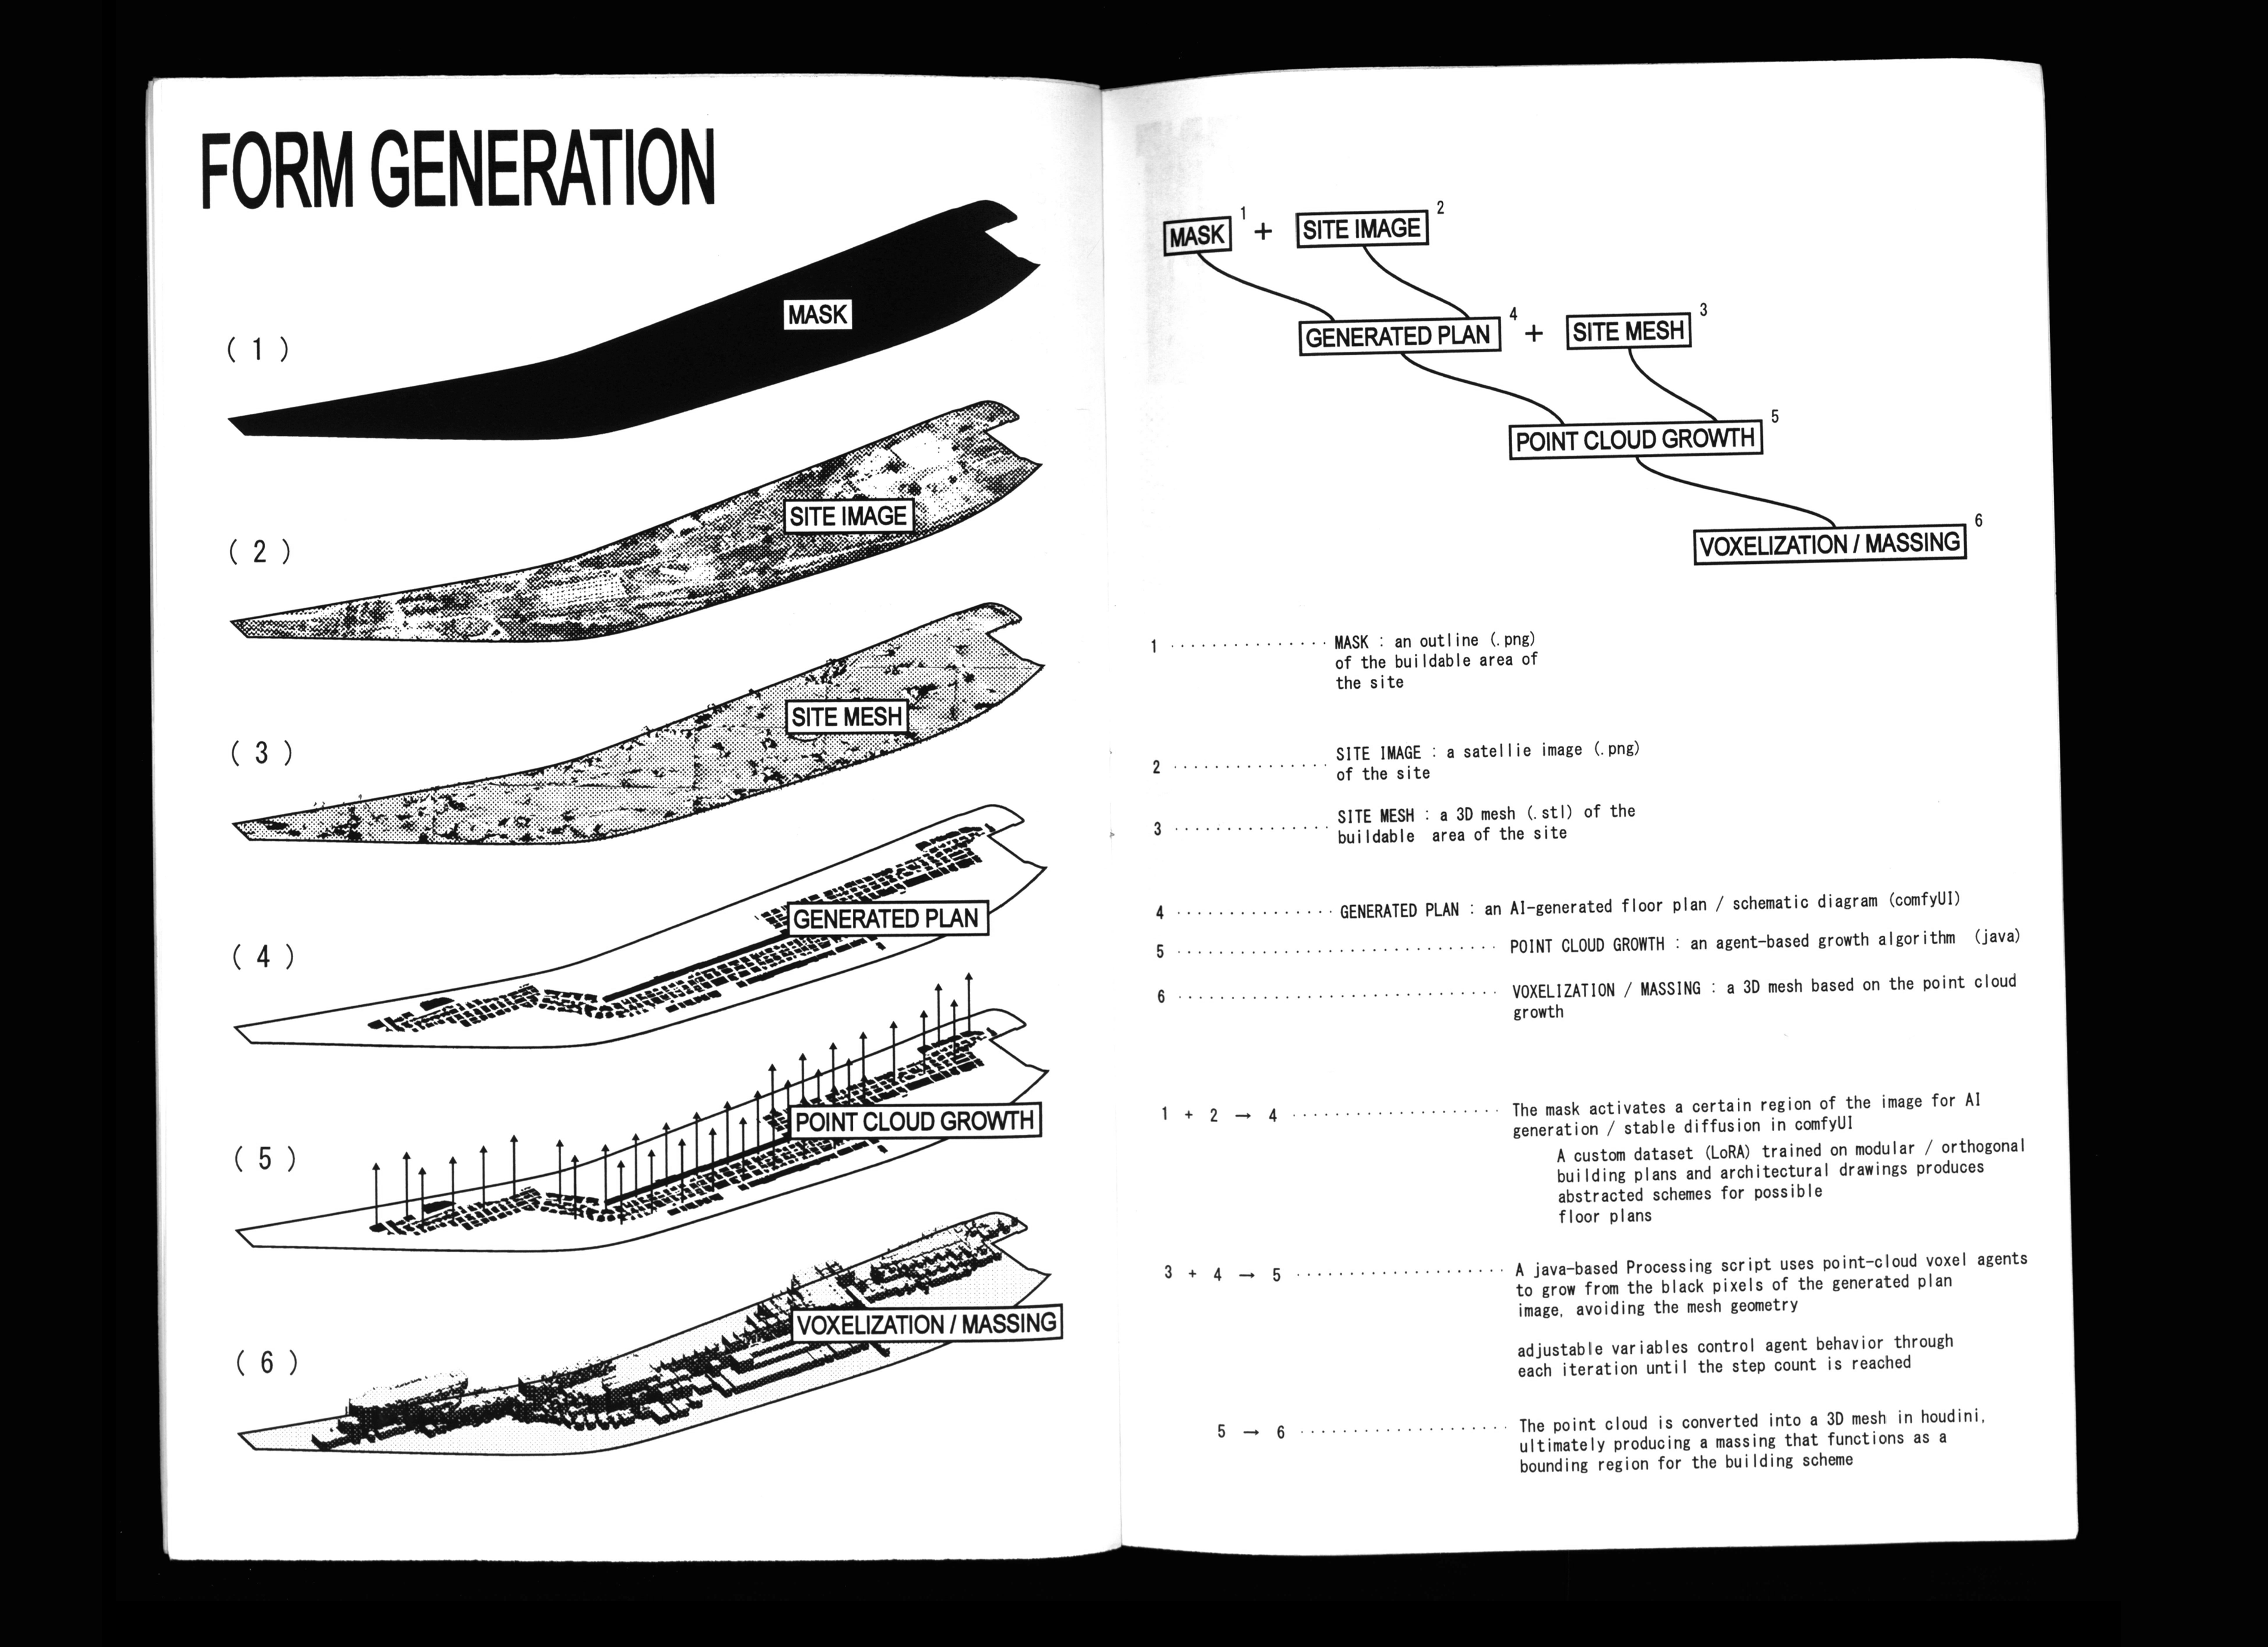 FORM GENERATION
MASK
( 1 )
SITE IMAGE
( 2 )
SITE MESH
( 3 )
GENERATED PLAN
( 4 )
POINT CLOUD GROWTH
( 5 )
VOXELIZATION / MASSING
( 6 )
MASK 1 + SITE IMAGE 2
GENERATED PLAN 4 + SITE MESH 3
POINT CLOUD GROWTH 5
VOXELIZATION / MASSING 6
1 ............... MASK : an outline (.png)
of the buildable area of
the site
SITE IMAGE : a satellie image (.png)
2 ............... of the site
SITE MESH : a 3D mesh (.stl) of the
3 ............... buildable area of the site
4 ............... GENERATED PLAN : an AI-generated floor plan / schematic diagram (comfyUI)
5 ............................... POINT CLOUD GROWTH : an agent-based growth algorithm (java)
6 ............................... VOXELIZATION / MASSING : a 3D mesh based on the point cloud
growth
1 + 2 → 4 .................... The mask activates a certain region of the image for AI
generation / stable diffusion in comfyUI
A custom dataset (LoRA) trained on modular / orthogonal
building plans and architectural drawings produces
abstracted schemes for possible
floor plans
3 + 4 → 5 .................... A java-based Processing script uses point-cloud voxel agents
to grow from the black pixels of the generated plan
image, avoiding the mesh geometry
adjustable variables control agent behavior through
each iteration until the step count is reached
5 → 6 .................... The point cloud is converted into a 3D mesh in houdini,
ultimately producing a massing that functions as a
bounding region for the building scheme